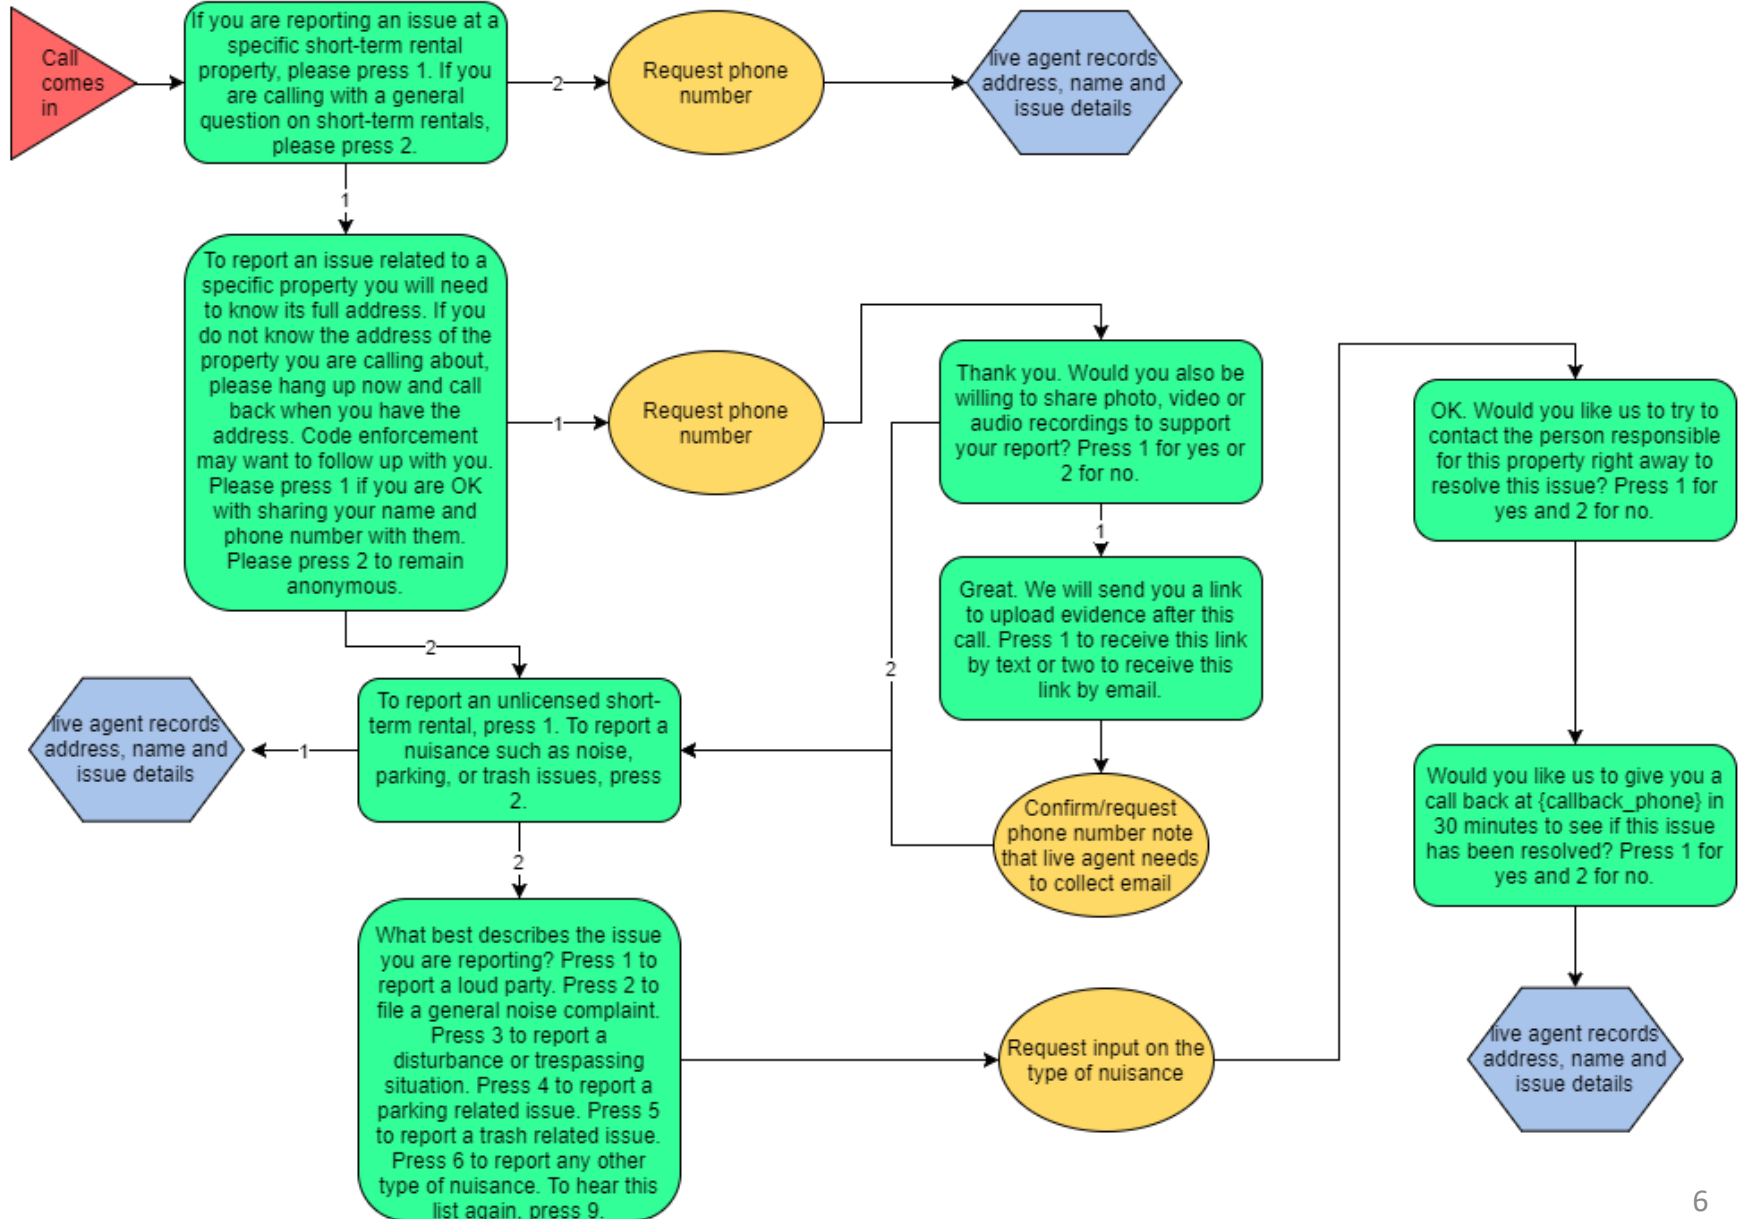 Call
comes
in
If you are reporting an issue at a
specific short-term rental
property, please press 1. If you
are calling with a general
question on short-term rentals,
please press 2.
2
Request phone
number
live agent records
address, name and
issue details
1
To report an issue related to a
specific property you will need
to know its full address. If you
do not know the address of the
property you are calling about,
please hang up now and call
back when you have the
address. Code enforcement
may want to follow up with you.
Please press 1 if you are OK
with sharing your name and
phone number with them.
Please press 2 to remain
anonymous.
1
Request phone
number
Thank you. Would you also be
willing to share photo, video or
audio recordings to support
your report? Press 1 for yes or
2 for no.
1
2
Great. We will send you a link
to upload evidence after this
call. Press 1 to receive this link
by text or two to receive this
link by email.
Confirm/request
phone number note
that live agent needs
to collect email
2
To report an unlicensed short-
term rental, press 1. To report a
nuisance such as noise,
parking, or trash issues, press
2.
1
live agent records
address, name and
issue details
2
What best describes the issue
you are reporting? Press 1 to
report a loud party. Press 2 to
file a general noise complaint.
Press 3 to report a
disturbance or trespassing
situation. Press 4 to report a
parking related issue. Press 5
to report a trash related issue.
Press 6 to report any other
type of nuisance. To hear this
list again, press 9.
Request input on the
type of nuisance
OK. Would you like us to try to
contact the person responsible
for this property right away to
resolve this issue? Press 1 for
yes and 2 for no.
Would you like us to give you a
call back at {callback_phone} in
30 minutes to see if this issue
has been resolved? Press 1 for
yes and 2 for no.
live agent records
address, name and
issue details
6